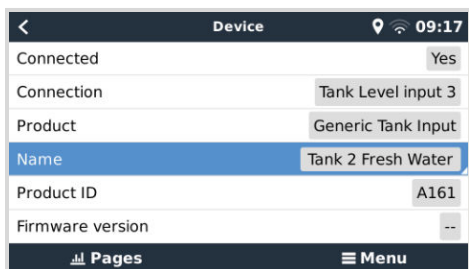 Device 09:17
Connected Yes
Connection Tank Level input 3
Product Generic Tank Input
Name Tank 2 Fresh Water
Product ID A161
Firmware version --
Pages Menu